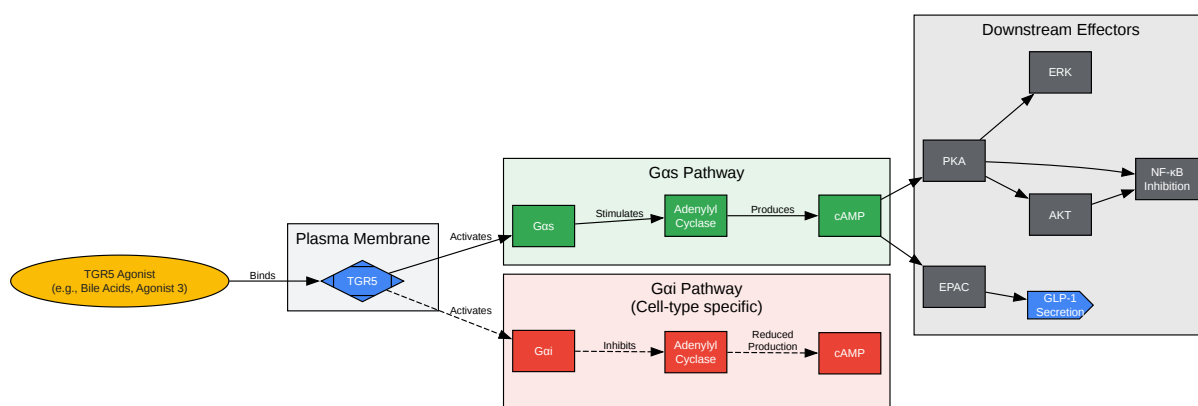 Downstream Effectors
ERK
PKA
NF-κB
Inhibition
AKT
EPAC
GLP-1
Secretion
Gαs Pathway
Gαs
Stimulates
Adenylyl
Cyclase
Produces
cAMP
Plasma Membrane
TGR5
Activates
Activates
TGR5 Agonist
(e.g., Bile Acids, Agonist 3)
Binds
Gαi Pathway
(Cell-type specific)
Gαi
Inhibits
Adenylyl
Cyclase
Reduced
Production
cAMP